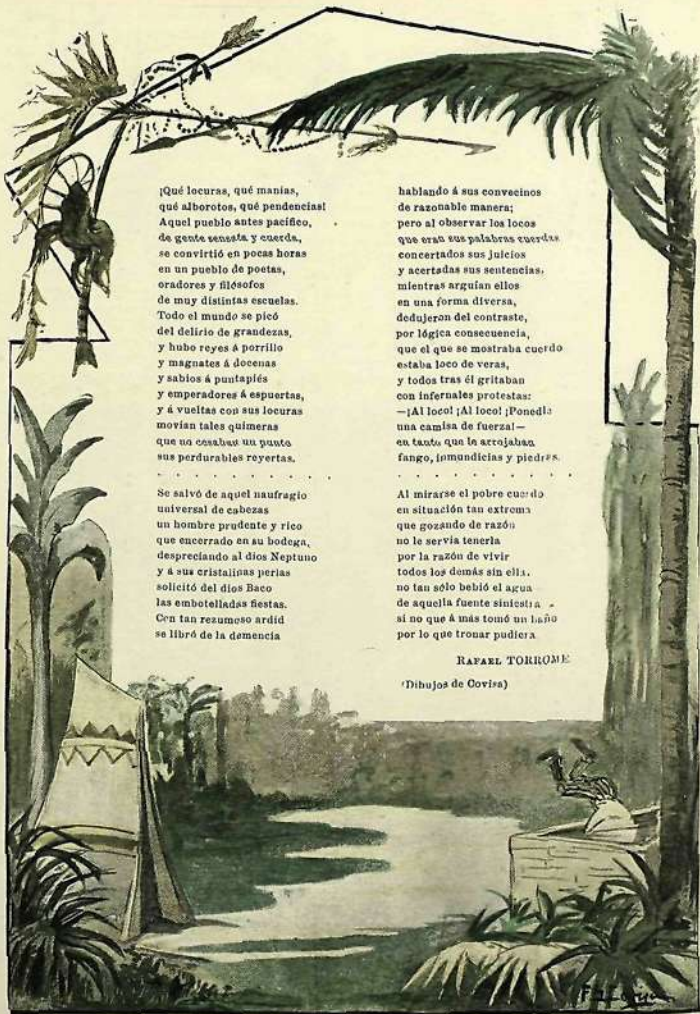 ¡Qué locuras, qué manías,
qué alborotos, qué pendencias!
Aquel pueblo antes pacífico,
de gente sensata y cuerda,
se convirtió en pocas horas
en un pueblo de poetas,
oradores y filósofos
de muy distintas escuelas.
Todo el mundo se picó
del delirio de grandezas,
y hubo reyes á porrillo
y magnates á docenas
y sabios á puntapiés
y emperadores á espuertas,
y á vueltas con sus locuras
movían tales quimeras
que no cesaban un punto
sus perdurables reyertas.
. . . . . . . . . . . .
Se salvó de aquel naufragio
universal de cabezas
un hombre prudente y rico
que encerrado en su bodega,
despreciando al dios Neptuno
y á sus cristalinas perlas
solicitó del dios Baco
las embotelladas fiestas.
Con tan rezumoso ardid
se libró de la demencia
hablando á sus convecinos
de razonable manera;
pero al observar los locos
que eran sus palabras cuerdas
concertados sus juicios
y acertadas sus sentencias,
mientras argulan ellos
en una forma diversa,
dedujeron del contraste,
por lógica consecuencia,
que el que se mostraba cuerdo
estaba loco de veras,
y todos tras él gritaban
con infernales protestas:
—¡Al loco! ¡Al loco! ¡Ponedle
una camisa de fuerza!—
en tanto que le arrojaban
fango, inmundicias y piedras.
. . . . . . . . . . . .
Al mirarse el pobre cuerdo
en situación tan extrema
que gozando de razón
no le servía tenerla
por la razón de vivir
todos los demás sin ella,
no tan sólo bebió el agua
de aquella fuente siniestra
si no que á más tomó un baño
por lo que tronar pudiera
RAFAEL TORROME
(Dibujos de Covisa)